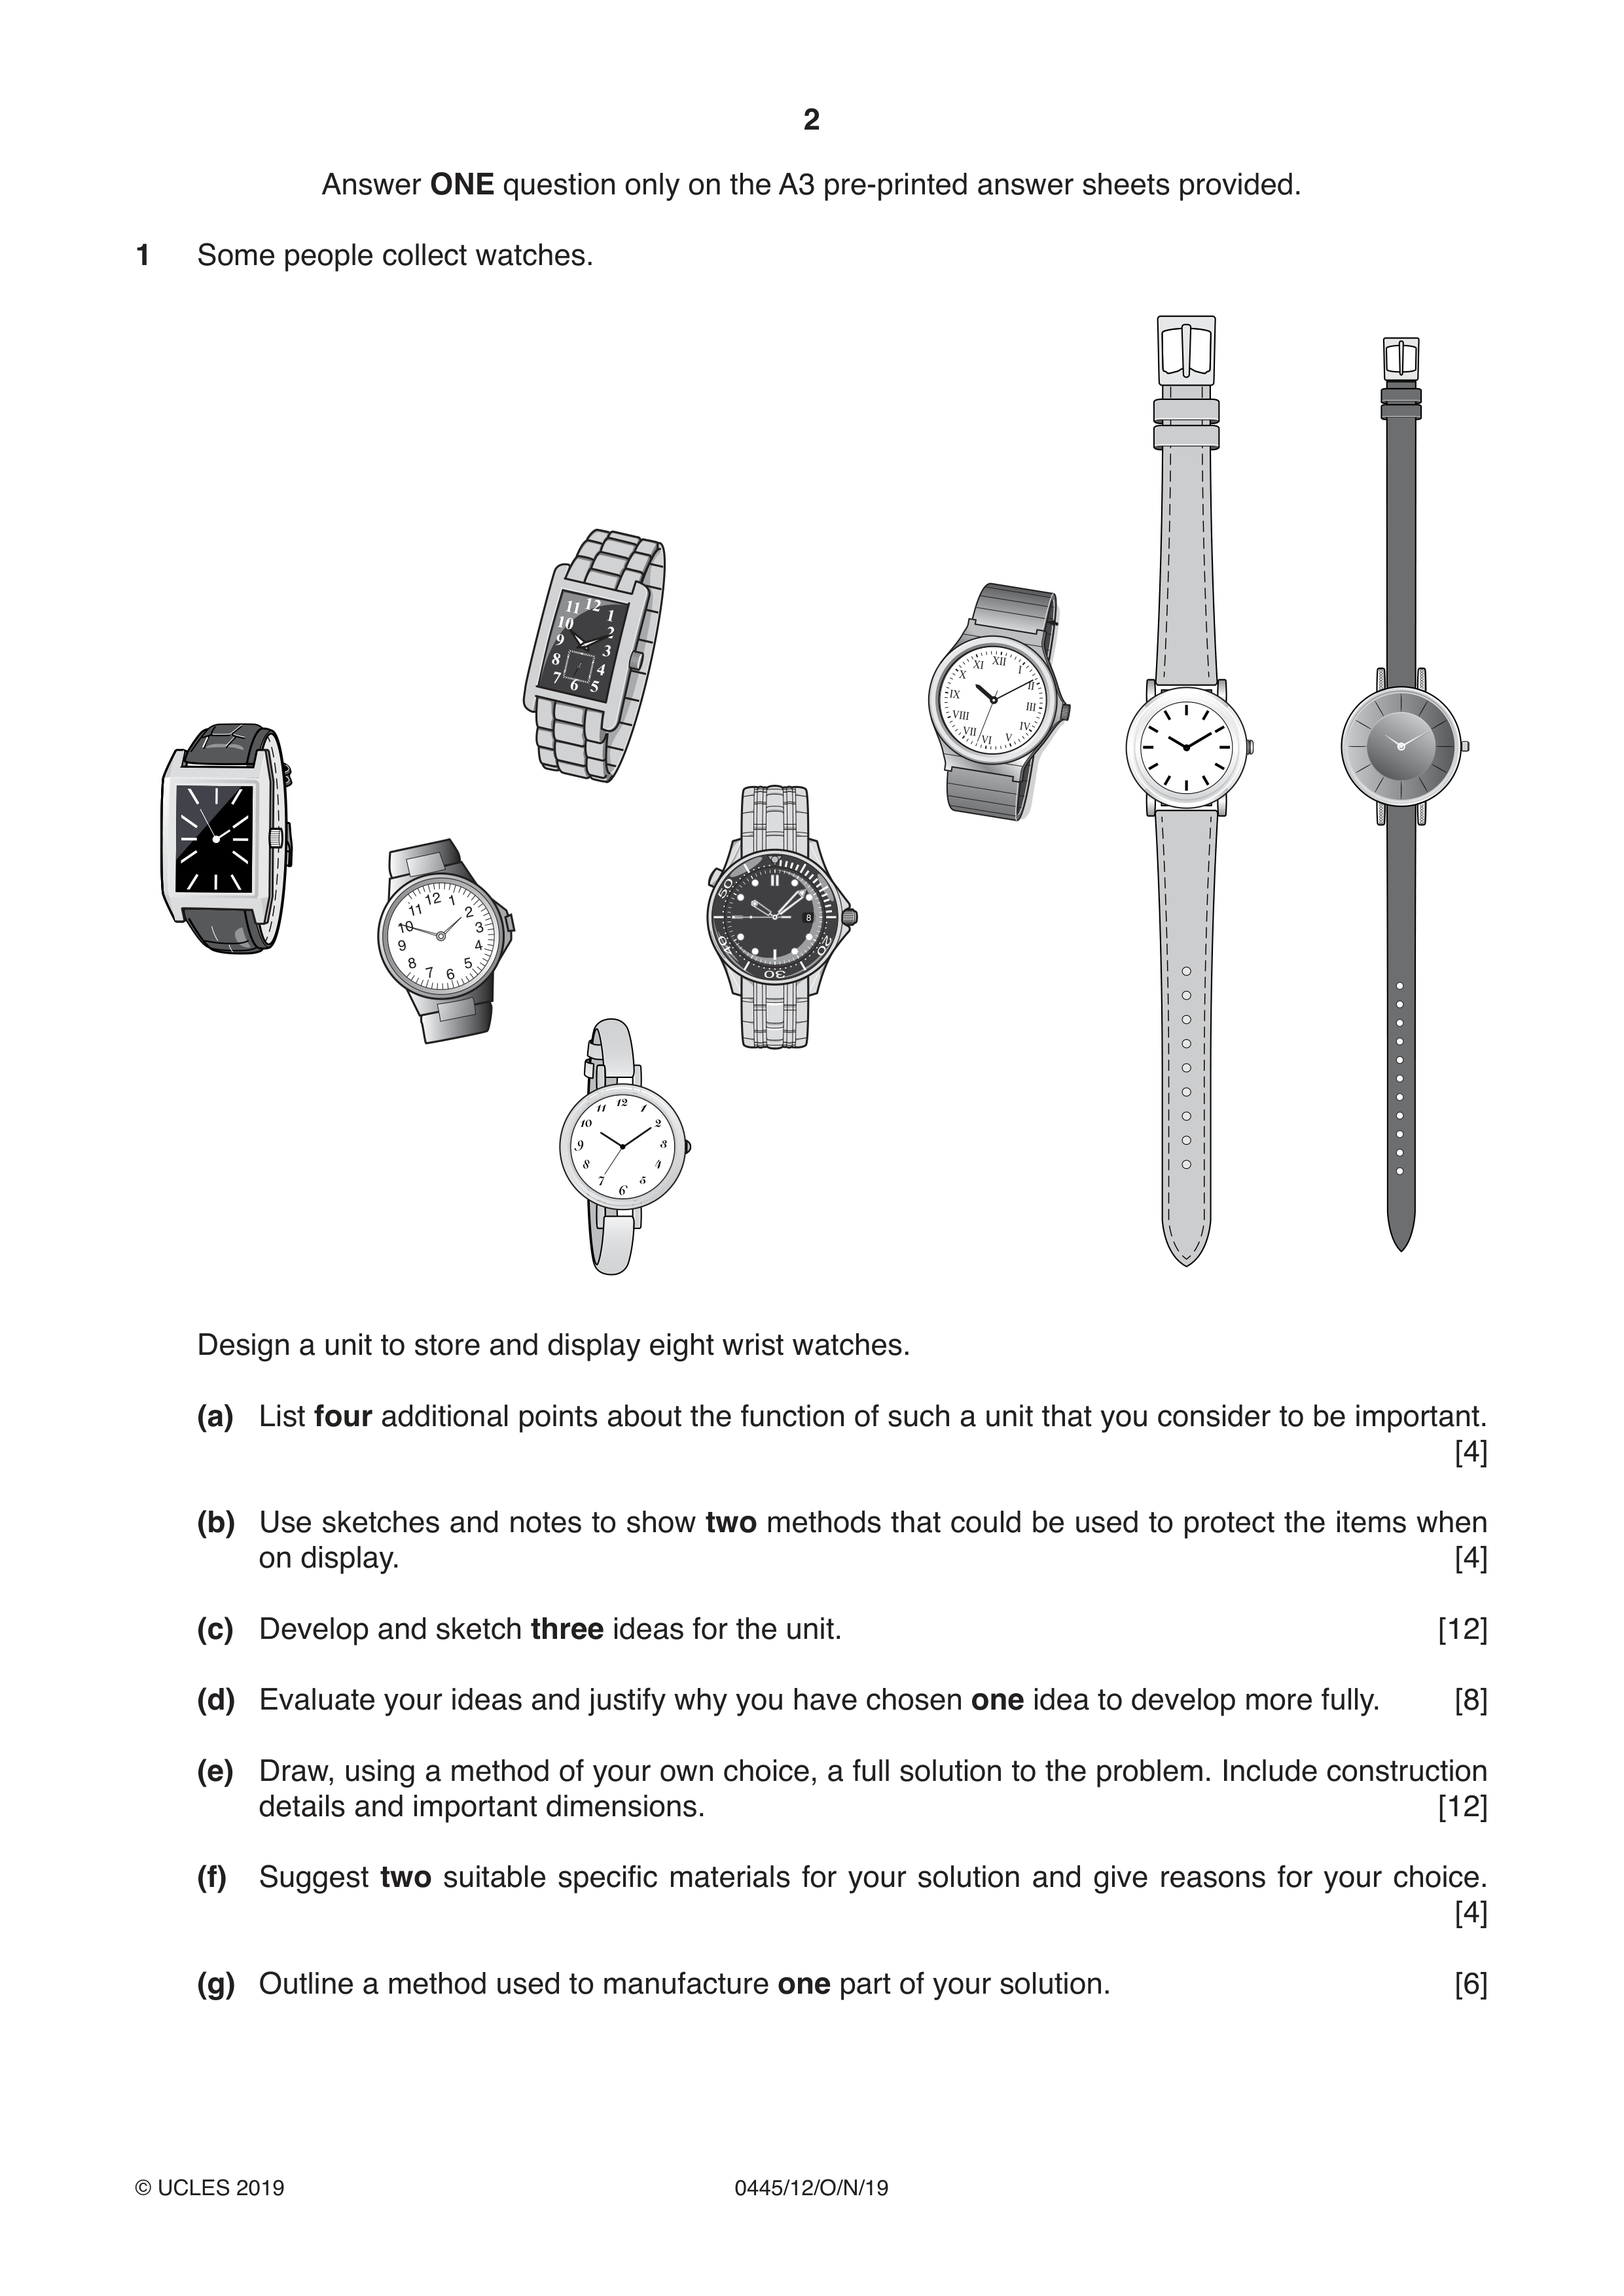 2
Answer ONE question only on the A3 pre-printed answer sheets provided.
1 Some people collect watches.
11 12 1
10 2
9 3
8 4
7 6 5
XI XII I
X II
IX III
VIII IV
VII VI V
12 1
11 2
10 3
9 4
8 5
7 6
50
8
20
30
11 12 1
10 2
9 3
8 4
7 6 5
Design a unit to store and display eight wrist watches.
(a) List four additional points about the function of such a unit that you consider to be important.
[4]
(b) Use sketches and notes to show two methods that could be used to protect the items when
on display. [4]
(c) Develop and sketch three ideas for the unit. [12]
(d) Evaluate your ideas and justify why you have chosen one idea to develop more fully. [8]
(e) Draw, using a method of your own choice, a full solution to the problem. Include construction
details and important dimensions. [12]
(f) Suggest two suitable specific materials for your solution and give reasons for your choice.
[4]
(g) Outline a method used to manufacture one part of your solution. [6]
© UCLES 2019 0445/12/O/N/19